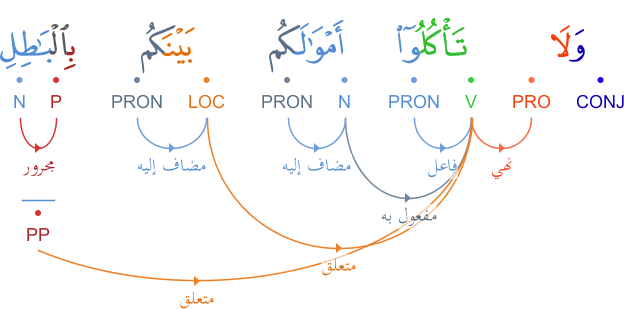 وَلَا تَأْكُلُوٓا۟ أَمْوَٰلَكُم بَيْنَكُم بِٱلْبَـٰطِلِ
CONJ PRO V PRON N PRON LOC PRON P N
نهي فاعل مضاف إليه مضاف إليه مجرور
مفعول به
PP
متعلق
متعلق